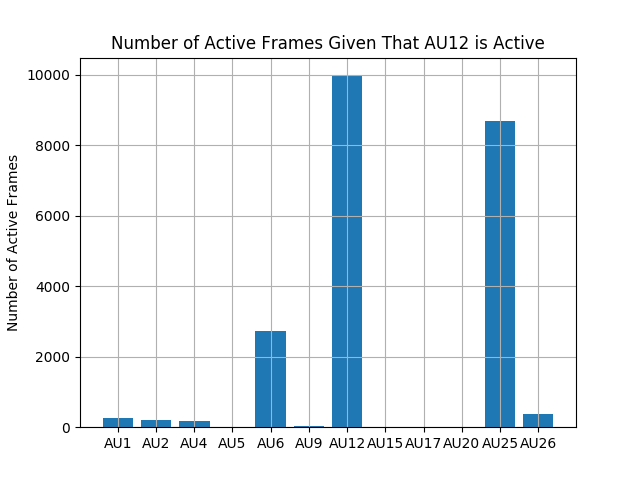 Number of Active Frames Given That AU12 is Active
Number of Active Frames
10000
8000
6000
4000
2000
0
AU1 AU2 AU4 AU5 AU6 AU9 AU12 AU15 AU17 AU20 AU25 AU26